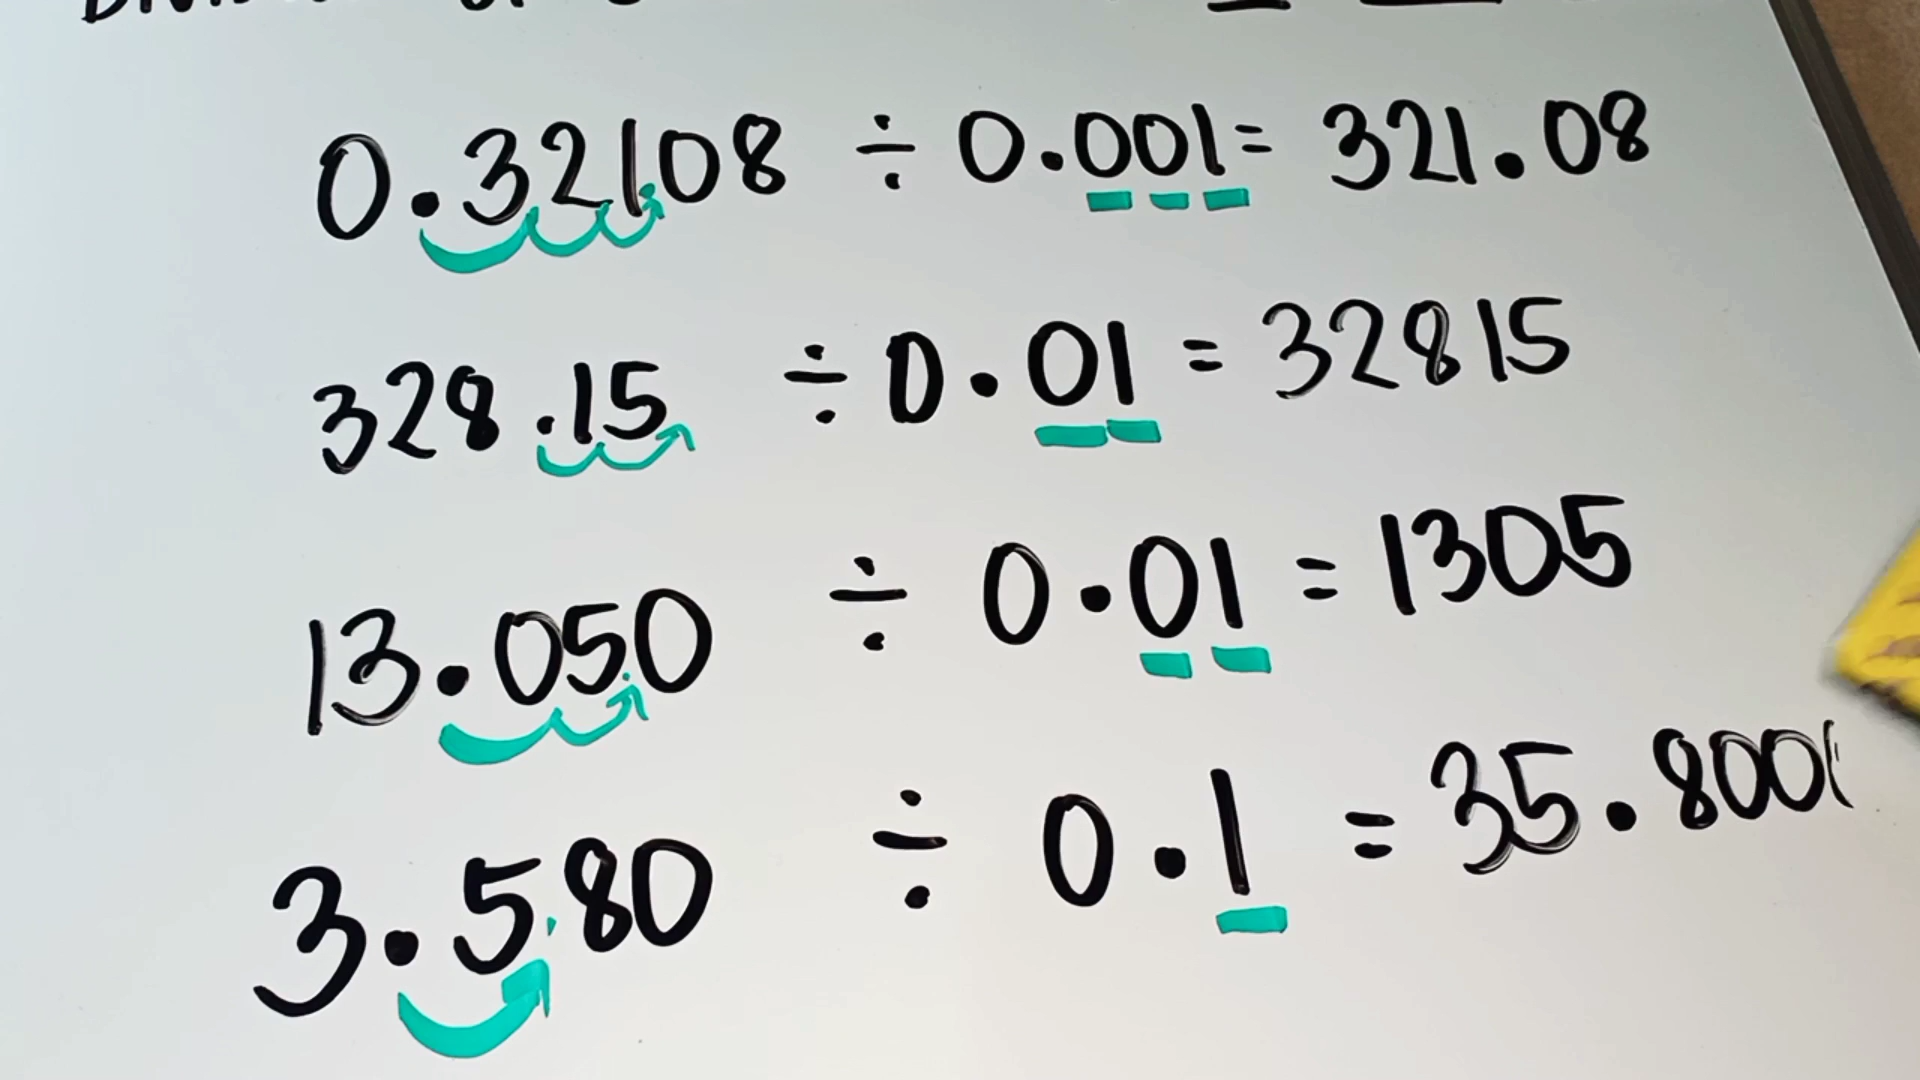 0.32108 ÷ 0.001 = 321.08
328.15 ÷ 0.01 = 32815
13.050 ÷ 0.01 = 1305
3.580 ÷ 0.1 = 35.800